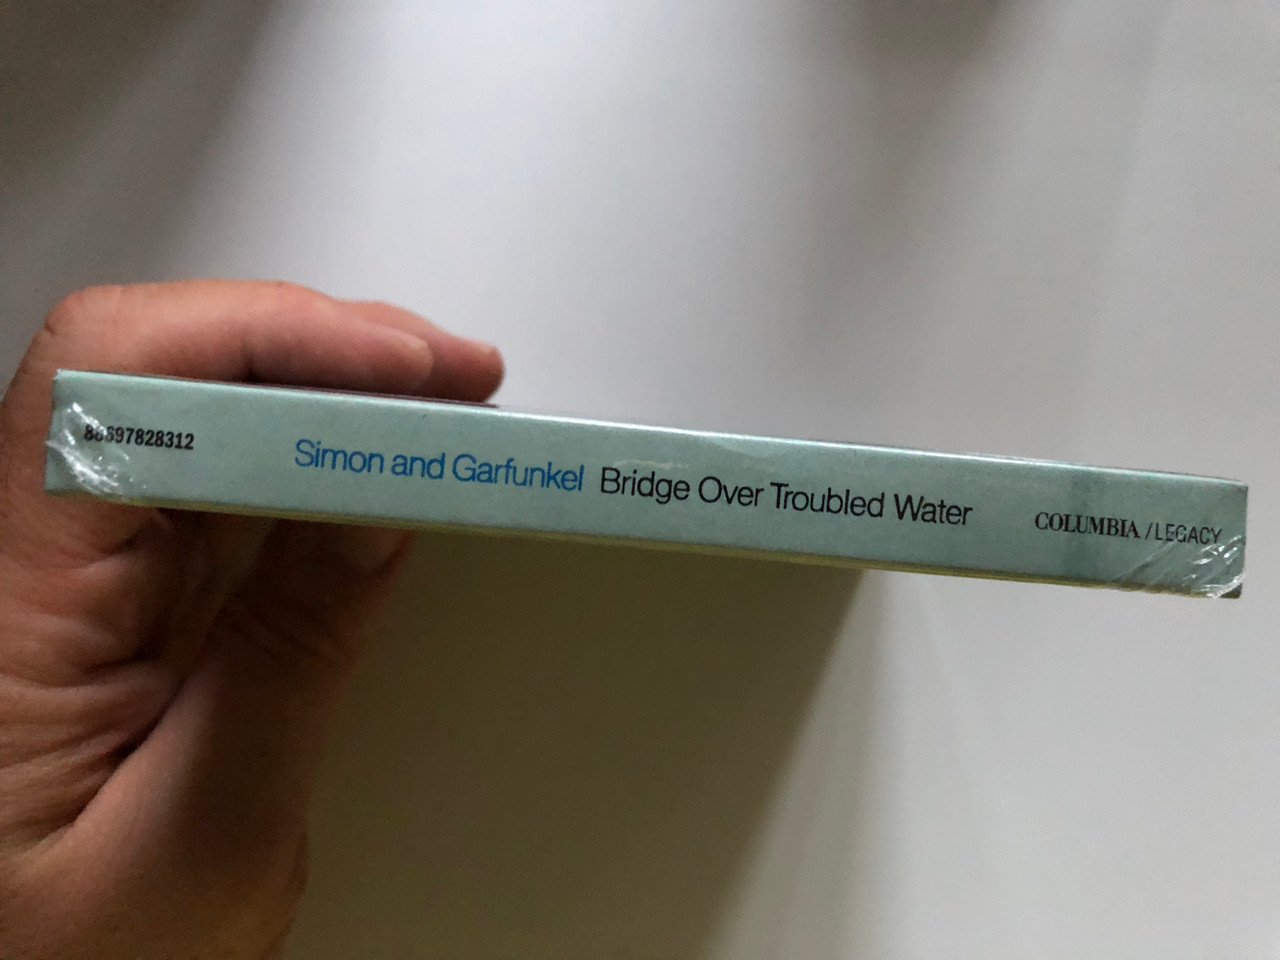 88697828312
Simon and Garfunkel Bridge Over Troubled Water
COLUMBIA / LEGACY